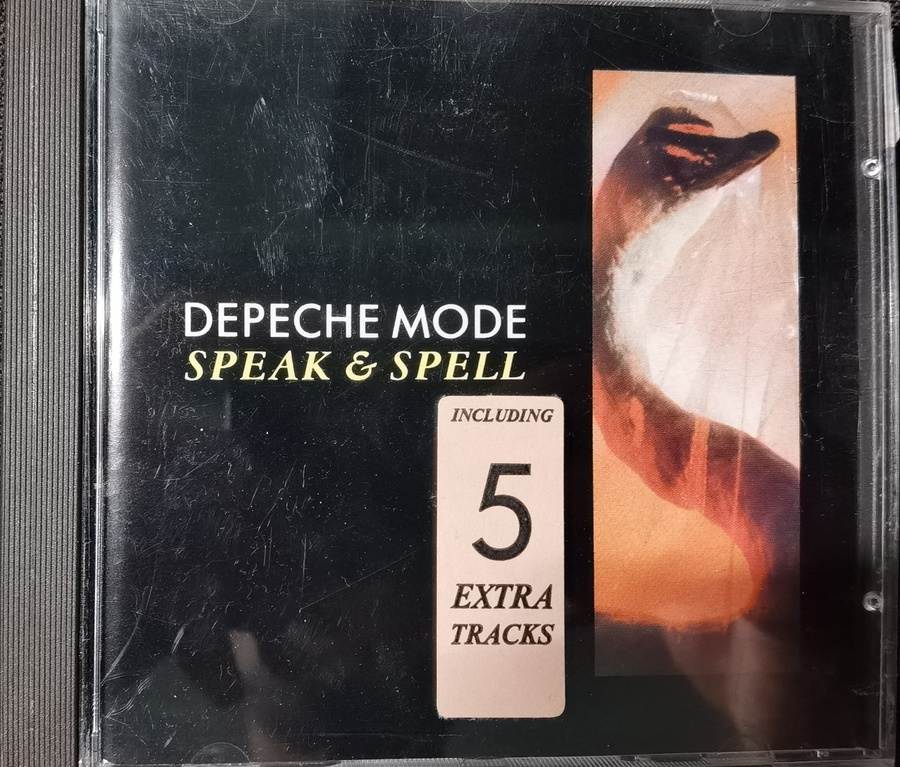 DEPECHE MODE
SPEAK & SPELL
INCLUDING
5
EXTRA
TRACKS